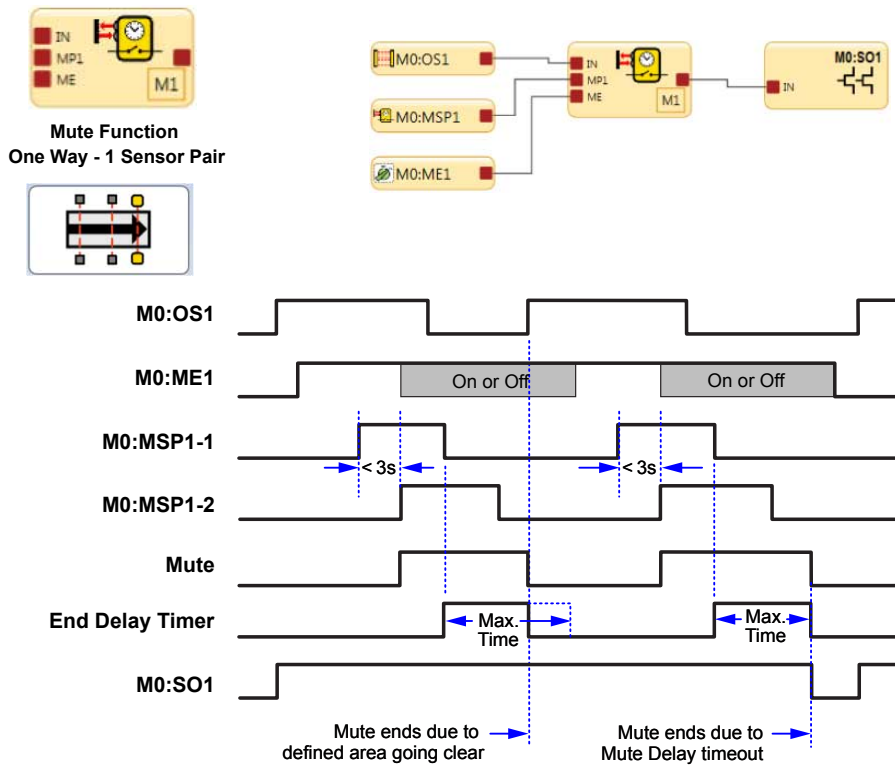 IN
MP1
ME
M1
Mute Function
One Way - 1 Sensor Pair
M0:OS1
M0:MSP1
M0:ME1
IN
MP1
ME
M1
M0:SO1
IN
M0:OS1
M0:ME1
On or Off
On or Off
M0:MSP1-1
< 3s
< 3s
M0:MSP1-2
Mute
End Delay Timer
Max.
Time
Max.
Time
M0:SO1
Mute ends due to
defined area going clear
Mute ends due to
Mute Delay timeout